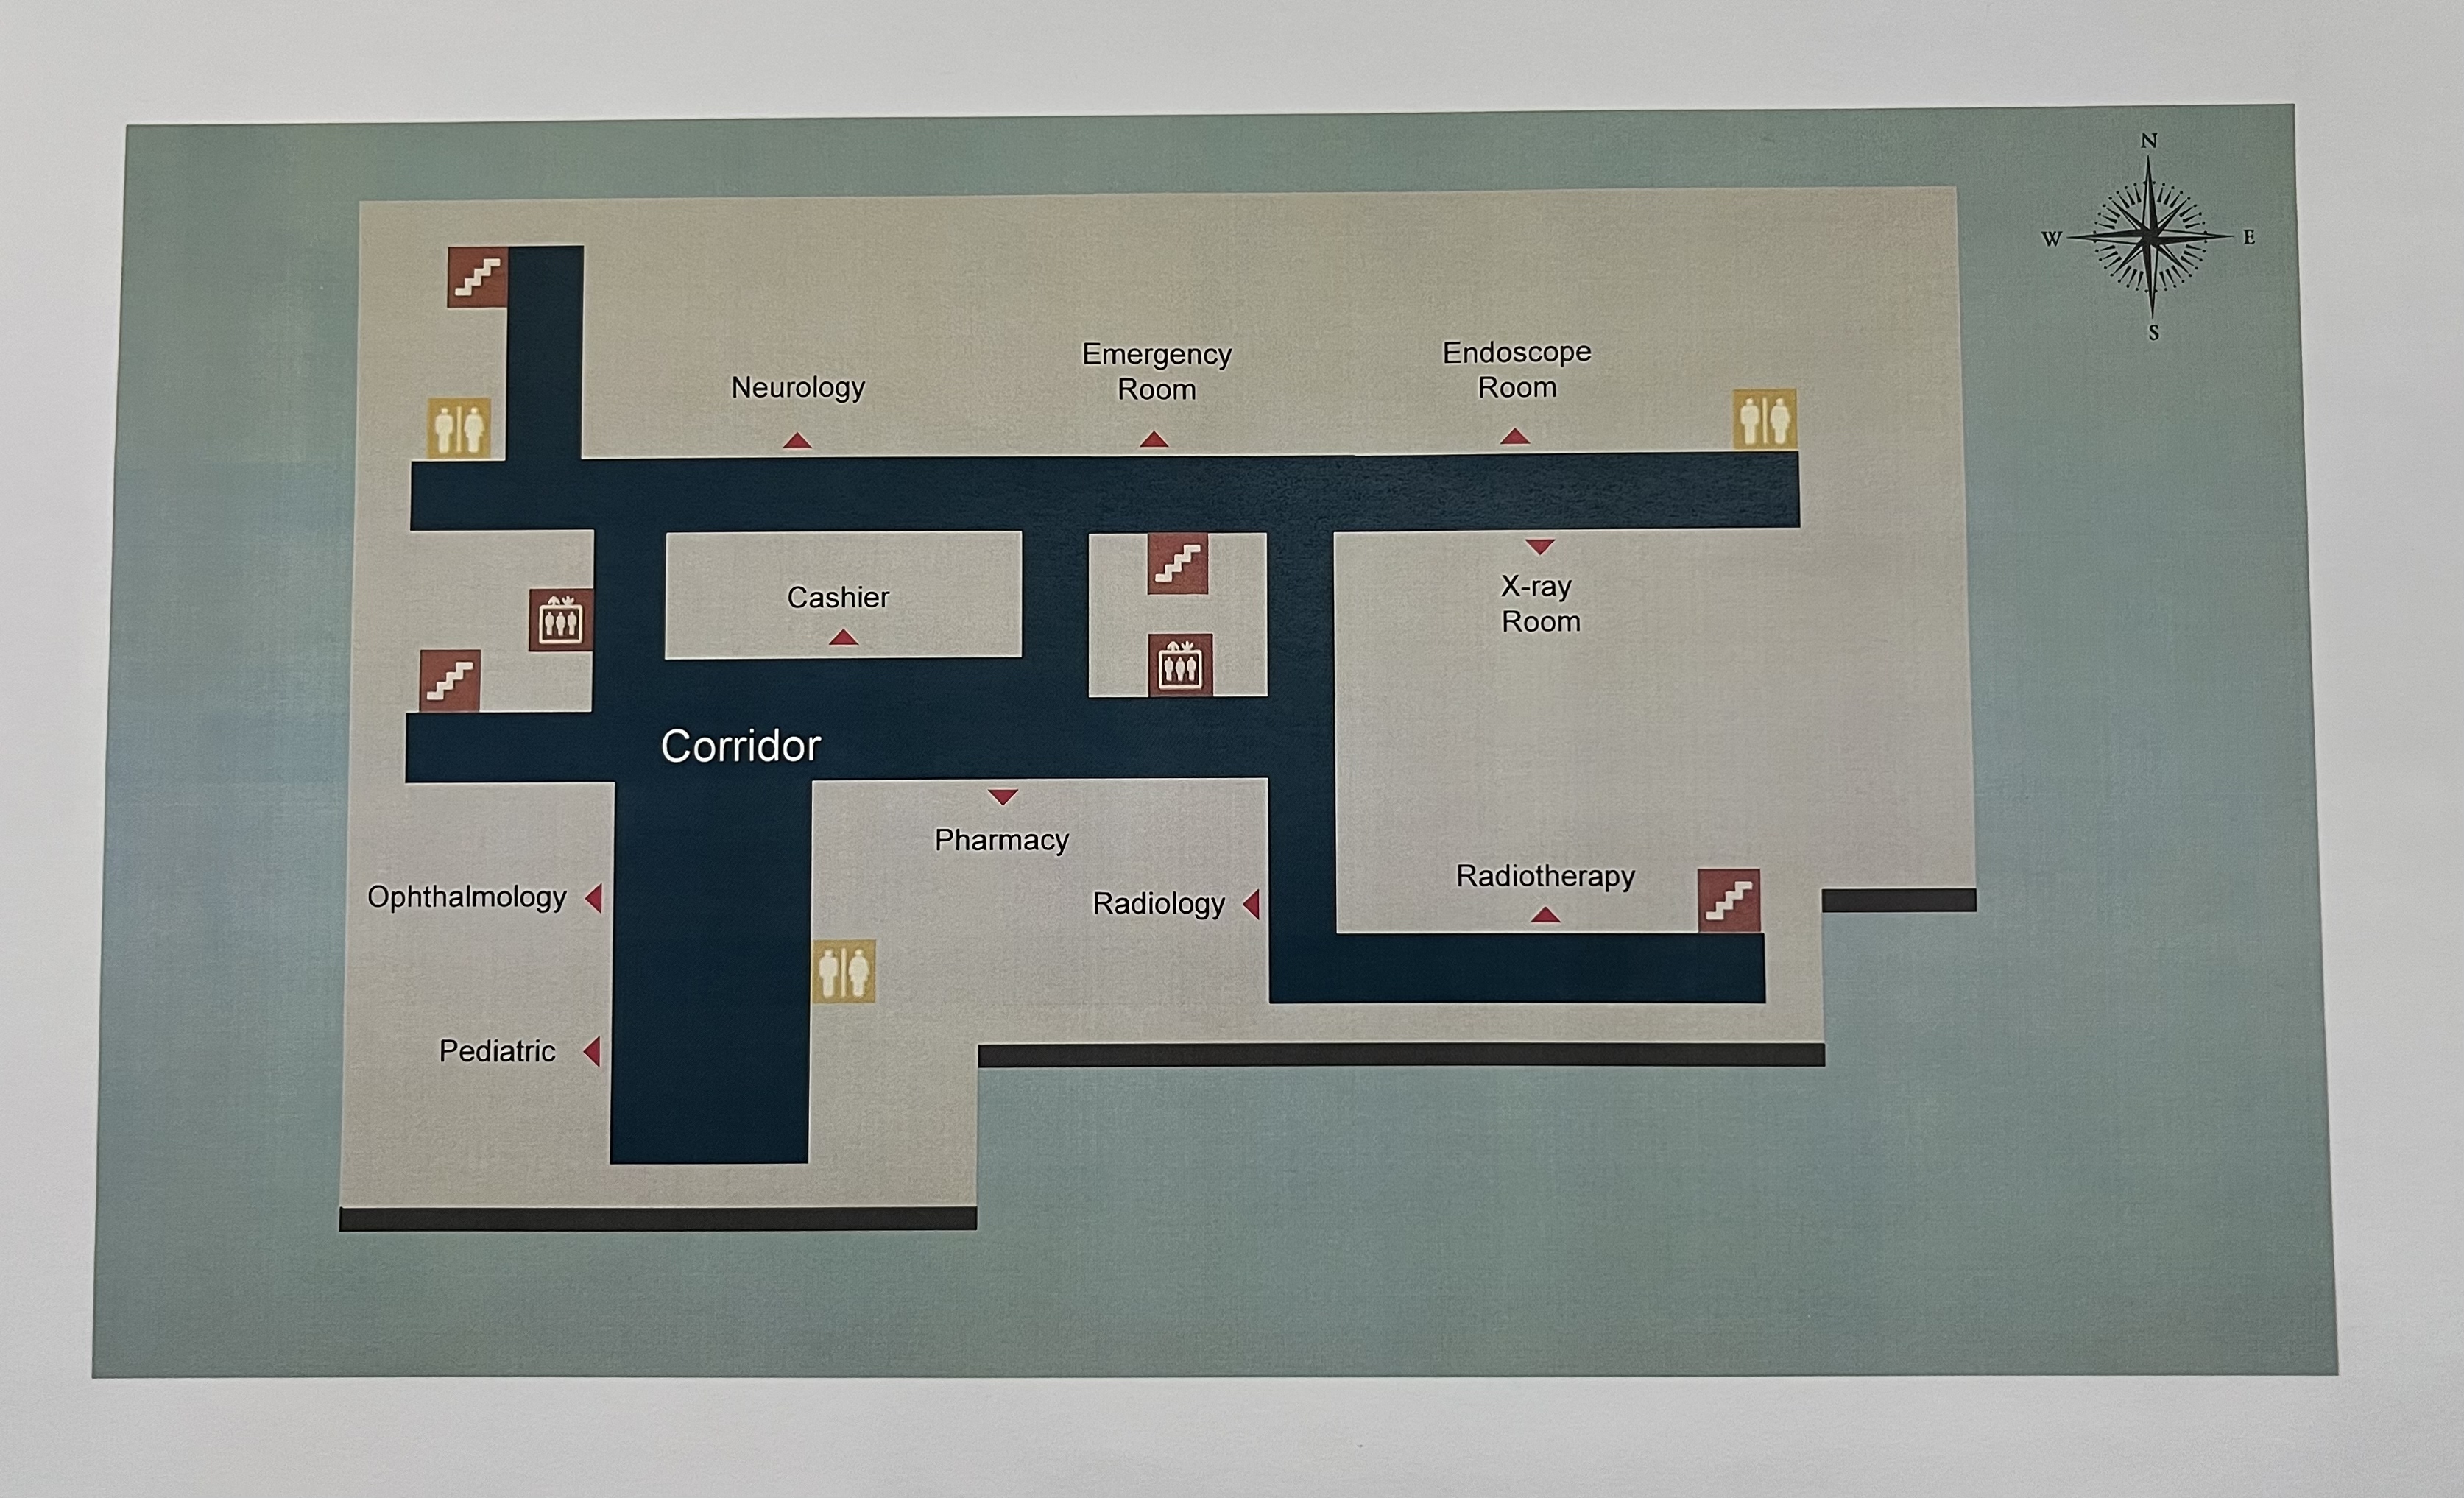 N
W
E
S
Emergency
Room
Endoscope
Room
Neurology
Cashier
X-ray
Room
Corridor
Pharmacy
Ophthalmology
Radiology
Radiotherapy
Pediatric